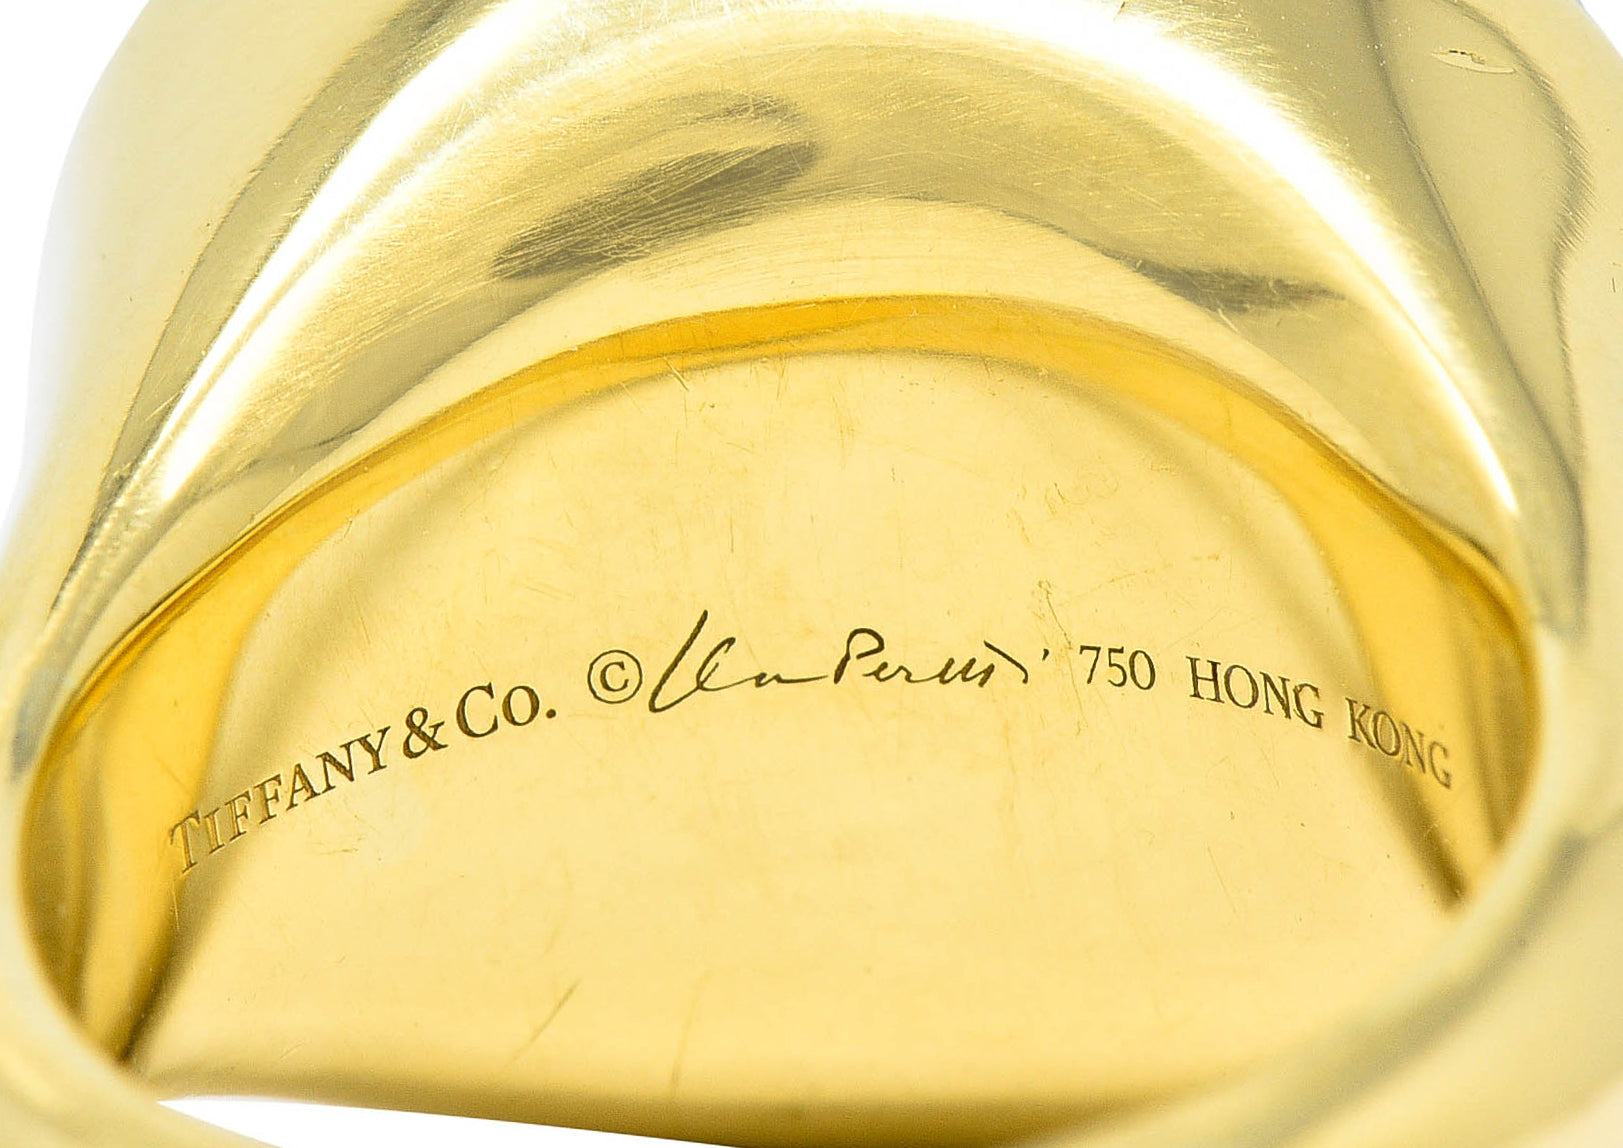 TIFFANY & CO. © Elsa Peretti 750 HONG KONG